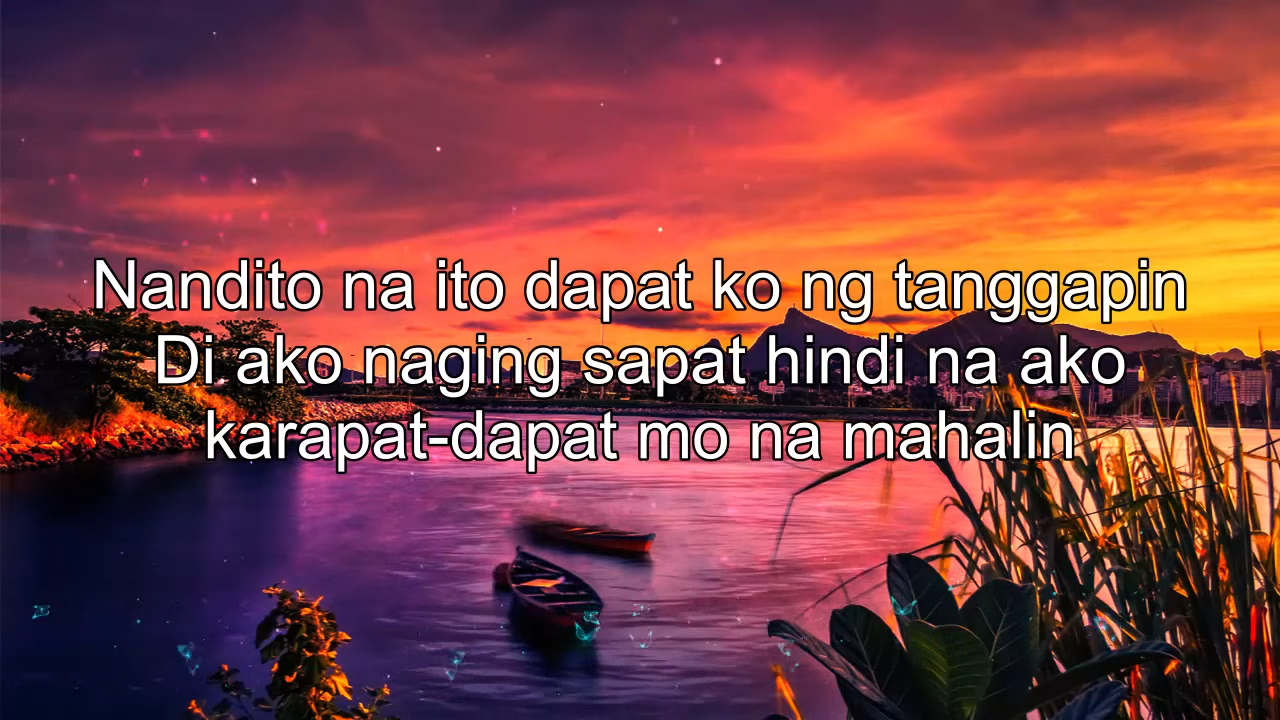 Nandito na ito dapat ko ng tanggapin
Di ako naging sapat hindi na ako
karapat-dapat mo na mahalin